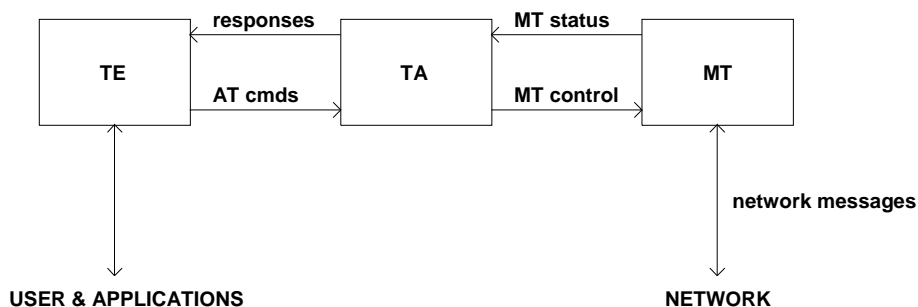 responses
MT status
TE
TA
MT
AT cmds
MT control
network messages
USER & APPLICATIONS
NETWORK